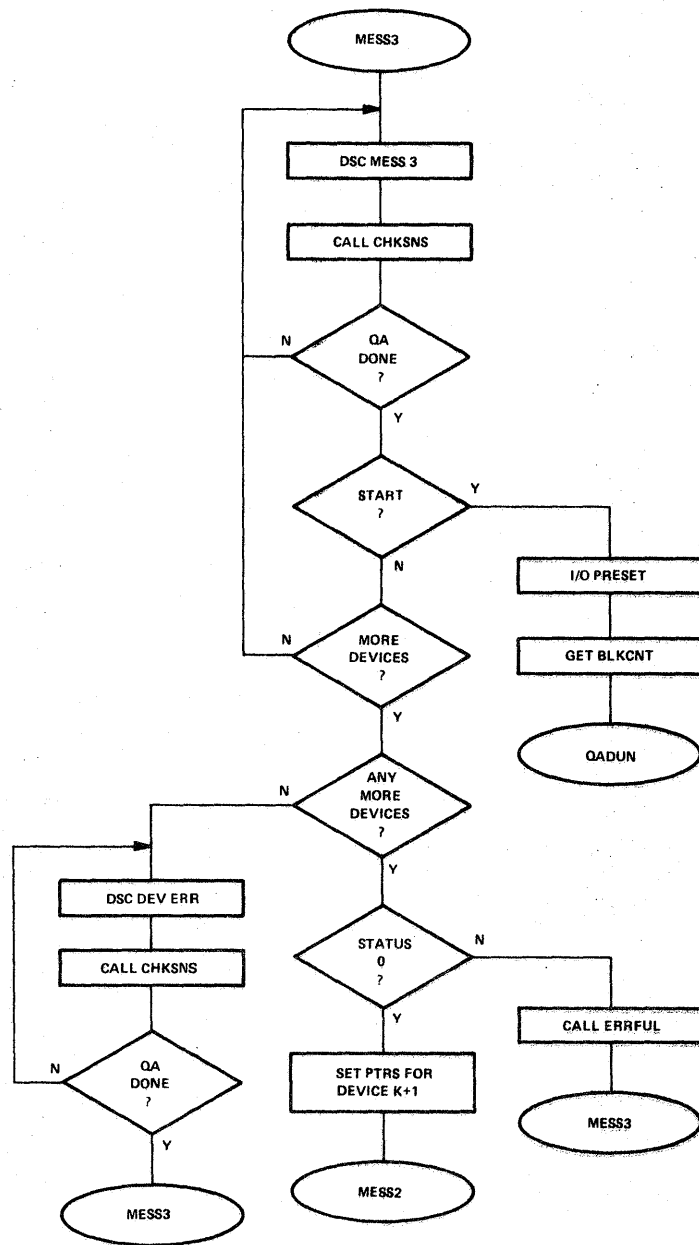 MESS3
DSC MESS 3
CALL CHKSNS
N
QA
DONE
?
Y
START
?
Y
N
I/O PRESET
N
MORE
DEVICES
?
GET BLKCNT
Y
QADUN
N
ANY
MORE
DEVICES
?
Y
DSC DEV ERR
STATUS
0
?
N
CALL CHKSNS
Y
CALL ERRFUL
N
QA
DONE
?
SET PTRS FOR
DEVICE K+1
Y
MESS3
MESS3
MESS2